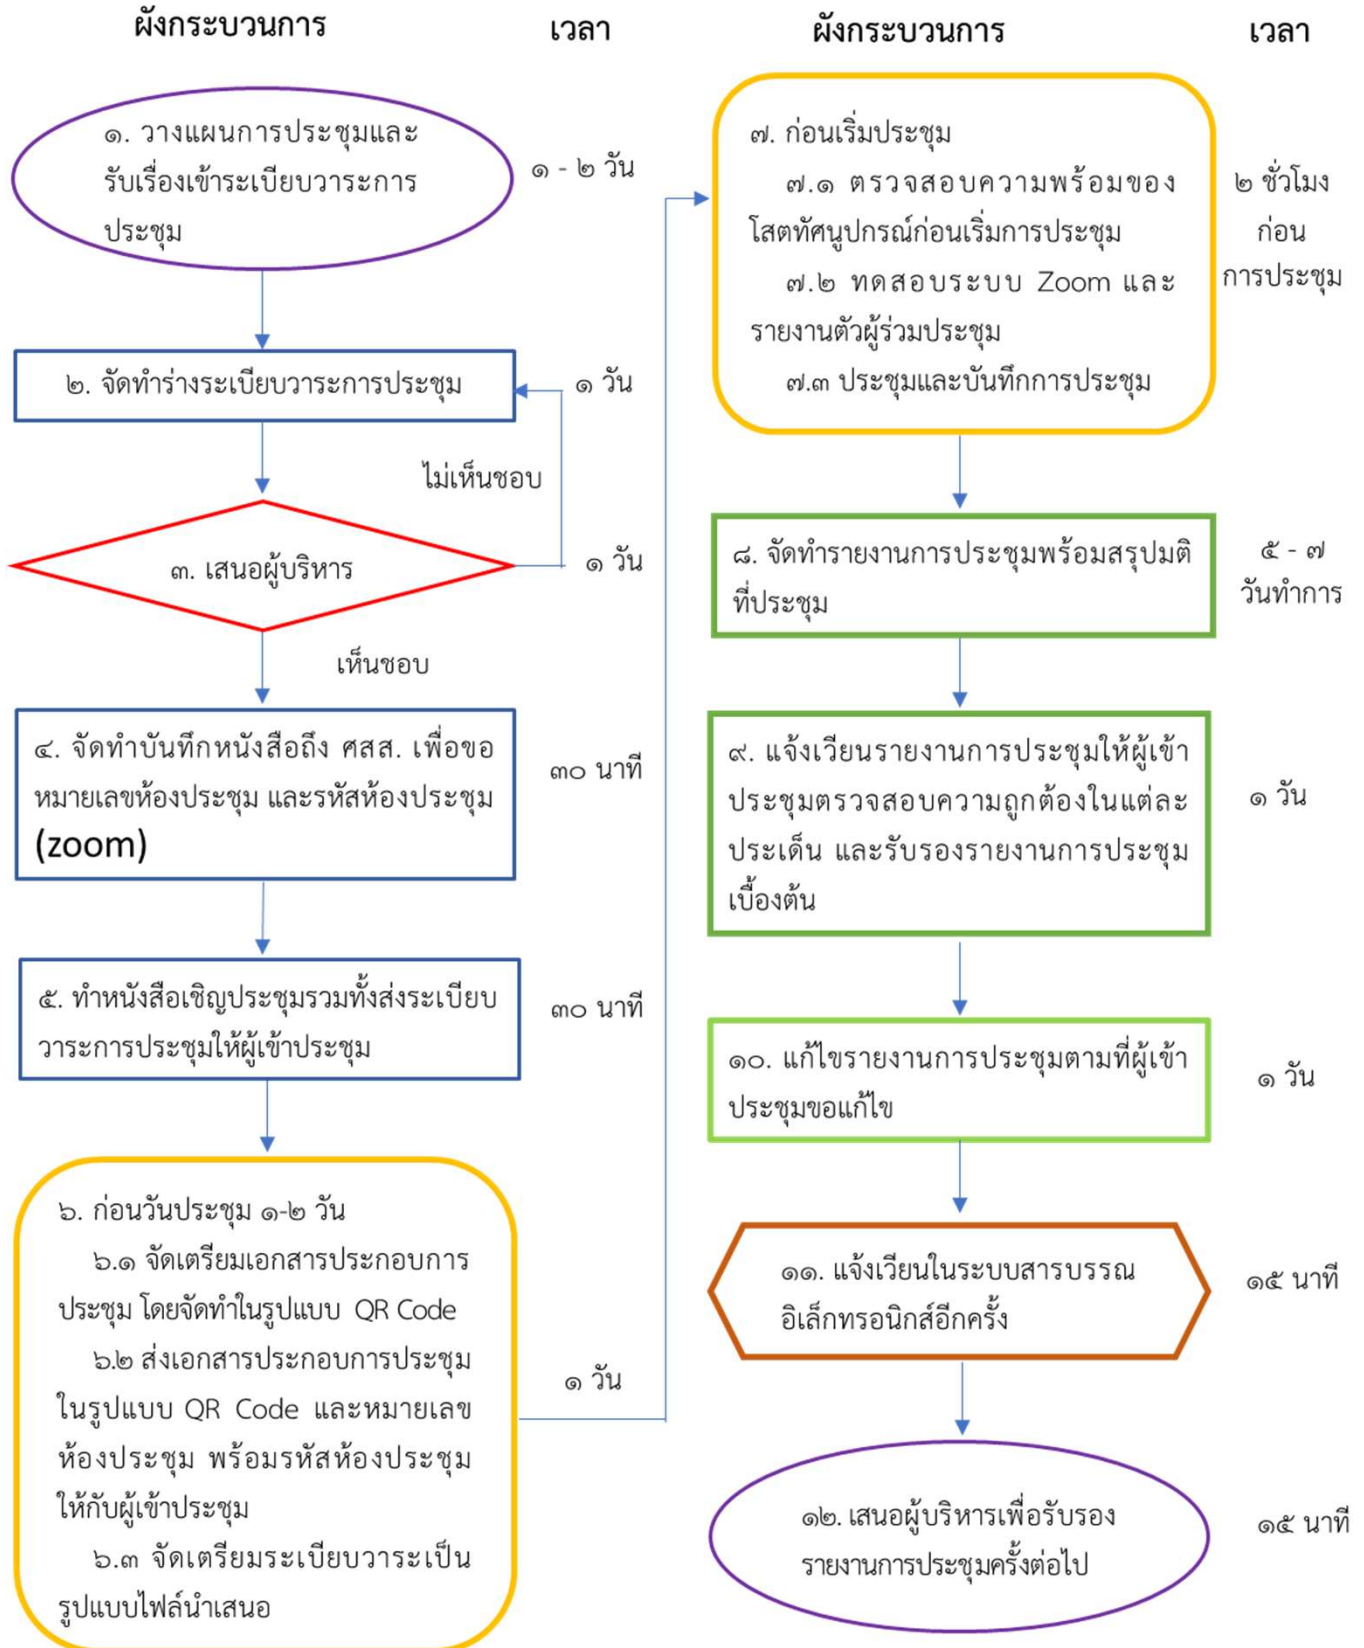 ผังกระบวนการ
เวลา
๑. วางแผนการประชุมและ
รับเรื่องเข้าระเบียบวาระการ
ประชุม
๑ - ๒ วัน
๒. จัดทำร่างระเบียบวาระการประชุม
๑ วัน
ไม่เห็นชอบ
๓. เสนอผู้บริหาร
๑ วัน
เห็นชอบ
๔. จัดทำบันทึกหนังสือถึง ศสส. เพื่อขอ
หมายเลขห้องประชุม และรหัสห้องประชุม
(zoom)
๓๐ นาที
๕. ทำหนังสือเชิญประชุมรวมทั้งส่งระเบียบ
วาระการประชุมให้ผู้เข้าประชุม
๓๐ นาที
๖. ก่อนวันประชุม ๑-๒ วัน
๖.๑ จัดเตรียมเอกสารประกอบการ
ประชุม โดยจัดทำในรูปแบบ QR Code
๖.๒ ส่งเอกสารประกอบการประชุม
ในรูปแบบ QR Code และหมายเลข
ห้องประชุม พร้อมรหัสห้องประชุม
ให้กับผู้เข้าประชุม
๖.๓ จัดเตรียมระเบียบวาระเป็น
รูปแบบไฟล์นำเสนอ
๑ วัน
ผังกระบวนการ
เวลา
๗. ก่อนเริ่มประชุม
๗.๑ ตรวจสอบความพร้อมของ
โสตทัศนูปกรณ์ก่อนเริ่มการประชุม
๗.๒ ทดสอบระบบ Zoom และ
รายงานตัวผู้ร่วมประชุม
๗.๓ ประชุมและบันทึกการประชุม
๒ ชั่วโมง
ก่อน
การประชุม
๘. จัดทำรายงานการประชุมพร้อมสรุปมติ
ที่ประชุม
๕ - ๗
วันทำการ
๙. แจ้งเวียนรายงานการประชุมให้ผู้เข้า
ประชุมตรวจสอบความถูกต้องในแต่ละ
ประเด็น และรับรองรายงานการประชุม
เบื้องต้น
๑ วัน
๑๐. แก้ไขรายงานการประชุมตามที่ผู้เข้า
ประชุมขอแก้ไข
๑ วัน
๑๑. แจ้งเวียนในระบบสารบรรณ
อิเล็กทรอนิกส์อีกครั้ง
๑๕ นาที
๑๒. เสนอผู้บริหารเพื่อรับรอง
รายงานการประชุมครั้งต่อไป
๑๕ นาที